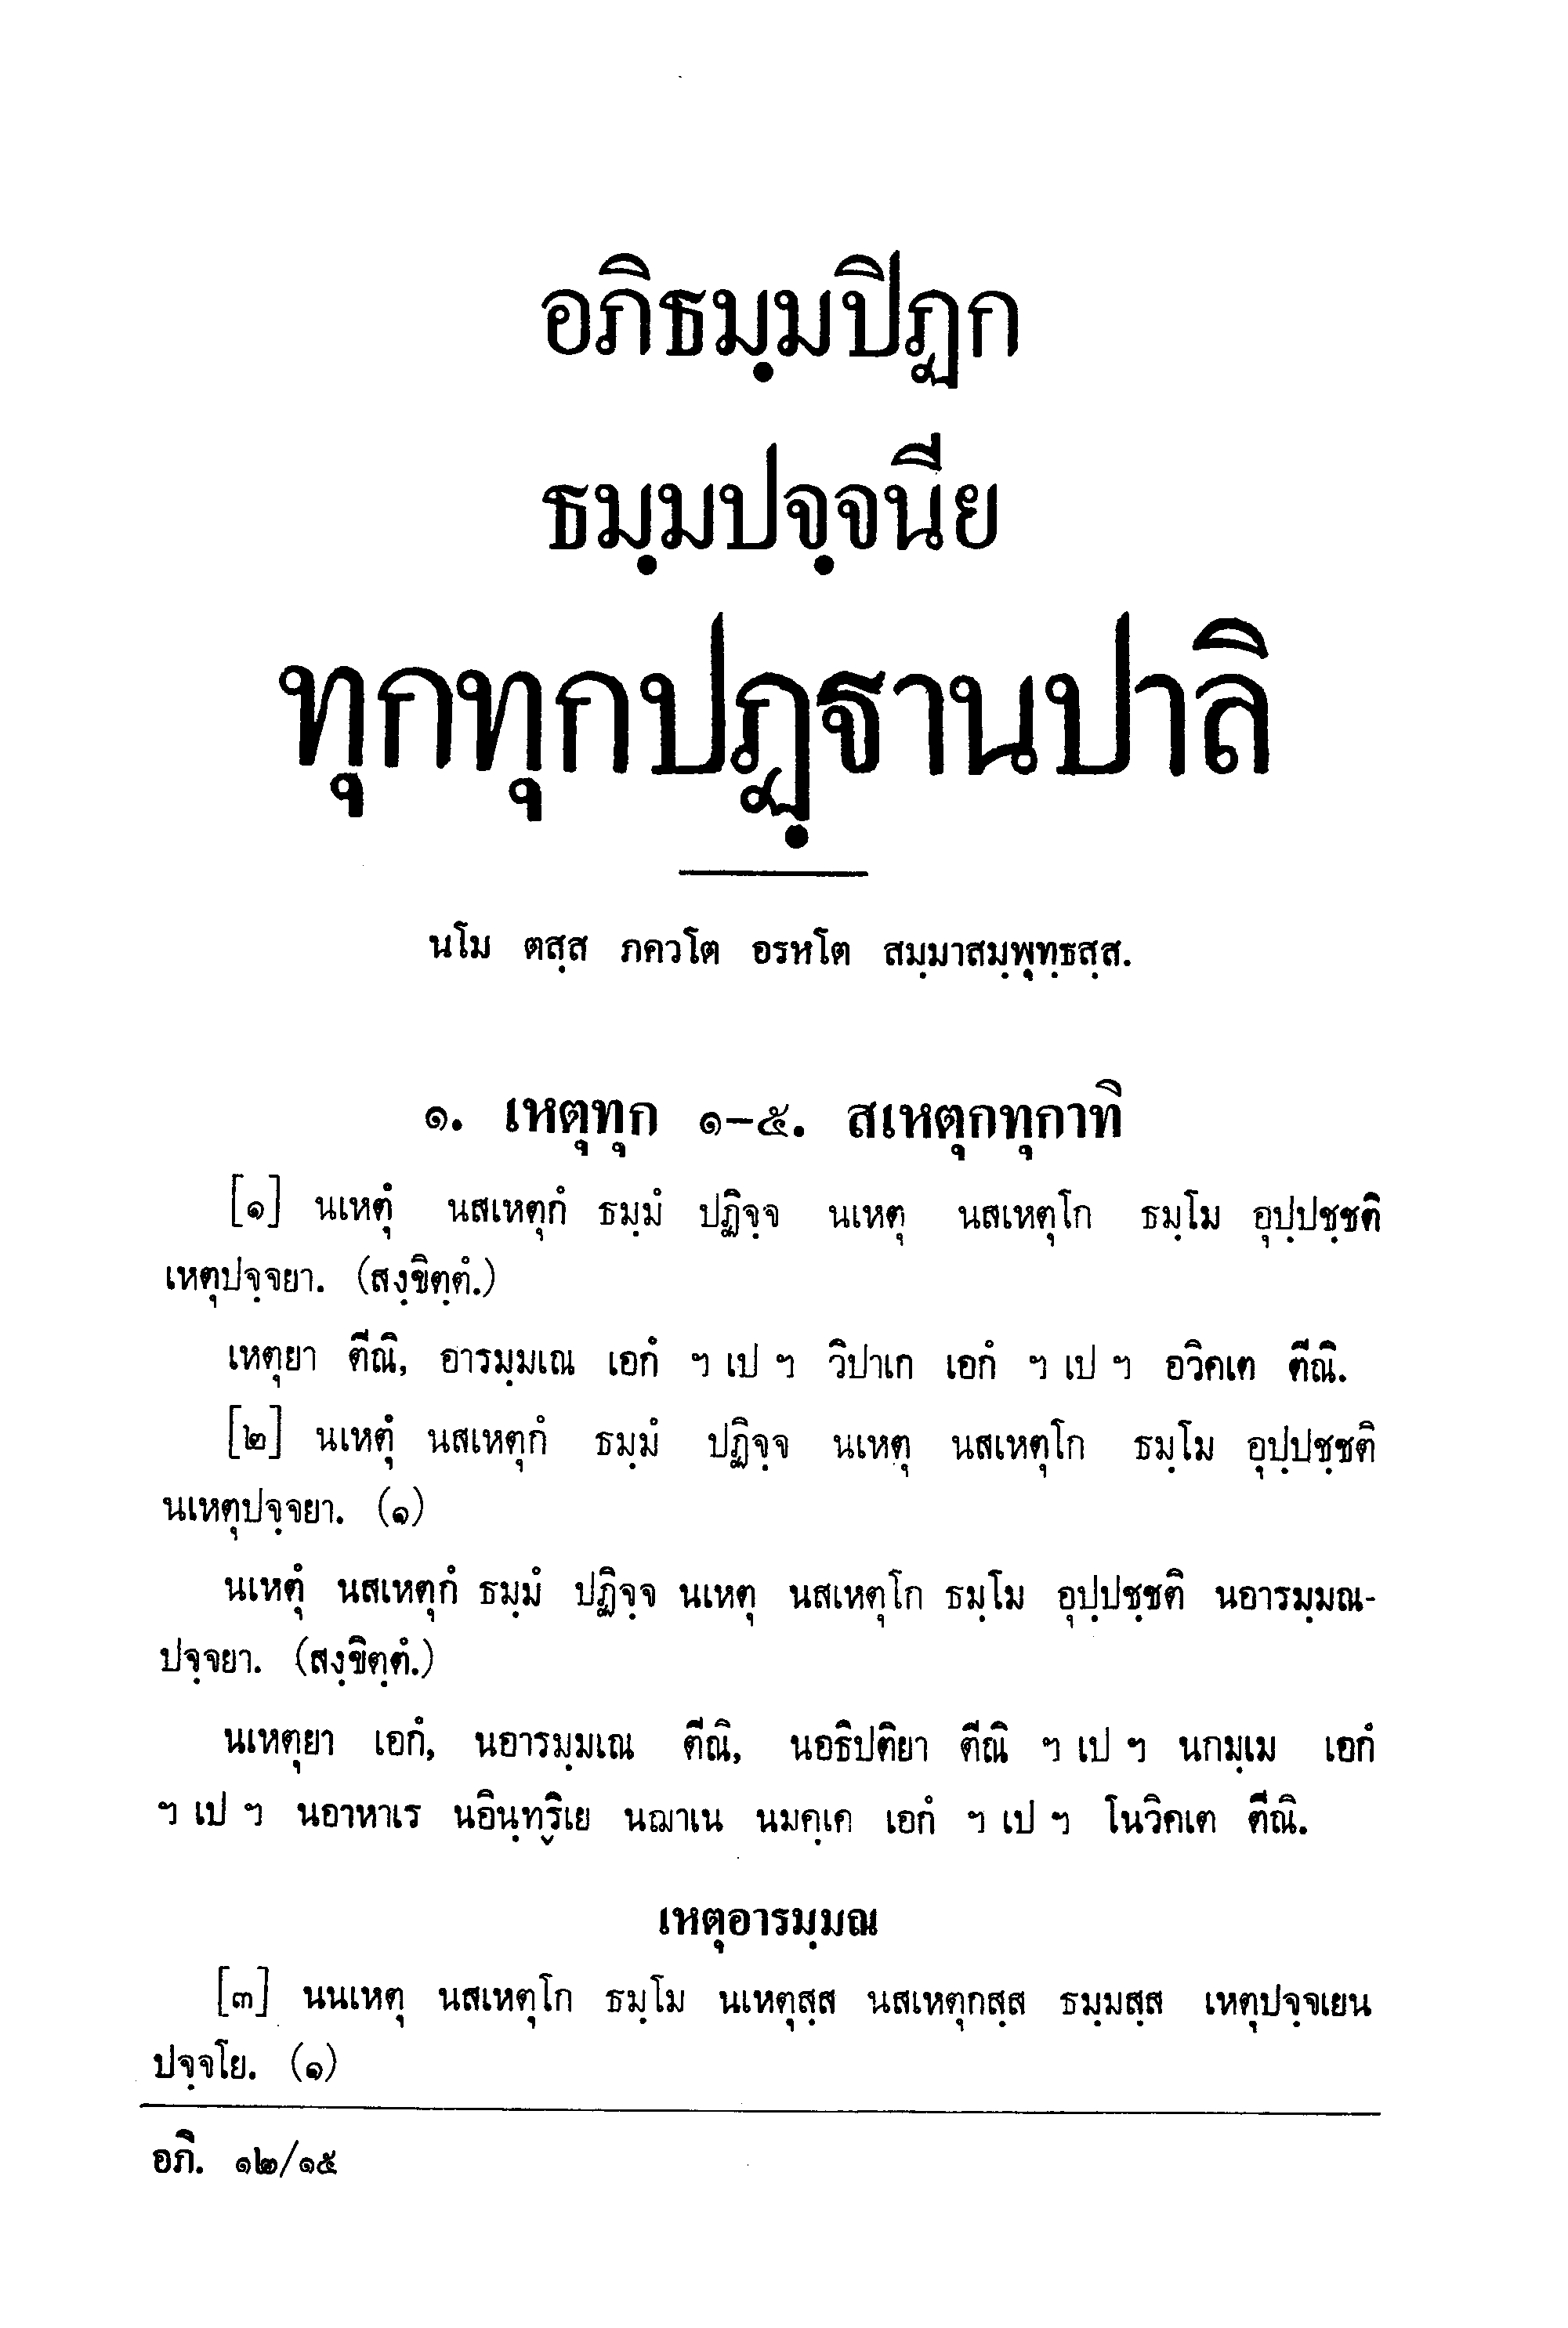 อภิธมฺมปิฏก
ธมฺมปจฺจนีย
ทุกทุกปฏฺฐานปาลิ
นโม ตสฺส ภควโต อรหโต สมฺมาสมฺพุทฺธสฺส.
๑. เหตุทุก ๑–๕. สเหตุกทุกาทิ
[๑] นเหตุํ นสเหตุกํ ธมฺมํ ปฏิจฺจ นเหตุ นสเหตุโก ธมฺโม อุปฺปชฺชติ
เหตุปจฺจยา. (สงฺขิตฺตํ.)
เหตุยา ตีณิ, อารมฺมเณ เอกํ ฯ เป ฯ วิปาเก เอกํ ฯ เป ฯ อวิคเต ตีณิ.
[๒] นเหตุํ นสเหตุกํ ธมฺมํ ปฏิจฺจ นเหตุ นสเหตุโก ธมฺโม อุปฺปชฺชติ
นเหตุปจฺจยา. (๑)
นเหตุํ นสเหตุกํ ธมฺมํ ปฏิจฺจ นเหตุ นสเหตุโก ธมฺโม อุปฺปชฺชติ นอารมฺมณ-
ปจฺจยา. (สงฺขิตฺตํ.)
นเหตุยา เอกํ, นอารมฺมเณ ตีณิ, นอธิปติยา ตีณิ ฯ เป ฯ นกมฺเม เอกํ
ฯ เป ฯ นอาหาเร นอินฺทฺริเย นฌาเน นมคฺเค เอกํ ฯ เป ฯ โนวิคเต ตีณิ.
เหตุอารมฺมณ
[๓] นนเหตุ นสเหตุโก ธมฺโม นเหตุสฺส นสเหตุกสฺส ธมฺมสฺส เหตุปจฺจเยน
ปจฺจโย. (๑)
อภิ. ๑๒/๑๕